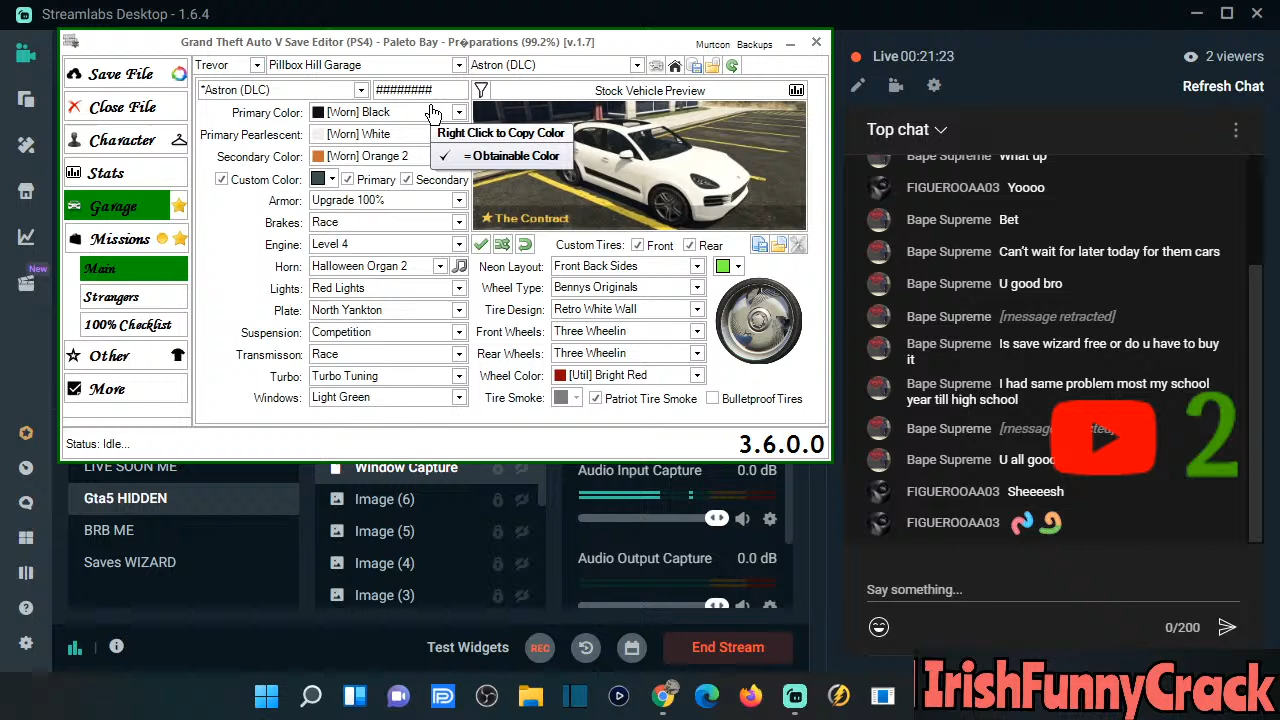 Streamlabs Desktop - 1.6.4
Grand Theft Auto V Save Editor (PS4) - Paleto Bay - Pr�parations (99.2%) [v.1.7]
Murtcon Backups
Save File
Close File
Character
Stats
Garage
Missions
Main
Strangers
100% Checklist
Other
More
Trevor
Pillbox Hill Garage
Astron (DLC)
*Astron (DLC)
#########
Stock Vehicle Preview
Primary Color: [Worn] Black
Primary Pearlescent: [Worn] White
Secondary Color: [Worn] Orange 2
Custom Color: Primary Secondary
Armor: Upgrade 100%
Brakes: Race
Engine: Level 4
Horn: Halloween Organ 2
Lights: Red Lights
Plate: North Yankton
Suspension: Competition
Transmisson: Race
Turbo: Turbo Tuning
Windows: Light Green
Right Click to Copy Color
✓ = Obtainable Color
The Contract
Custom Tires: Front Rear
Neon Layout: Front Back Sides
Wheel Type: Bennys Originals
Tire Design: Retro White Wall
Front Wheels: Three Wheelin
Rear Wheels: Three Wheelin
Wheel Color: [Util] Bright Red
Tire Smoke: Patriot Tire Smoke Bulletproof Tires
Status: Idle...
3.6.0.0
New
LIVE SOON ME
Gta5 HIDDEN
BRB ME
Saves WIZARD
Window Capture
Image (6)
Image (5)
Image (4)
Image (3)
Audio Input Capture 0.0 dB
Audio Output Capture 0.0 dB
Test Widgets
REC
End Stream
Live 00:21:23
2 viewers
Refresh Chat
Top chat
Bape Supreme What up
FIGUEROOAA03 Yoooo
Bape Supreme Bet
Bape Supreme Can't wait for later today for them cars
Bape Supreme U good bro
Bape Supreme [message retracted]
Bape Supreme Is save wizard free or do u have to buy
it
Bape Supreme I had same problem most my school
year till high school
Bape Supreme
Bape Supreme U all
FIGUEROOAA03 Sheeeesh
FIGUEROOAA03
2
Say something...
0/200
IrishFunnyCrack